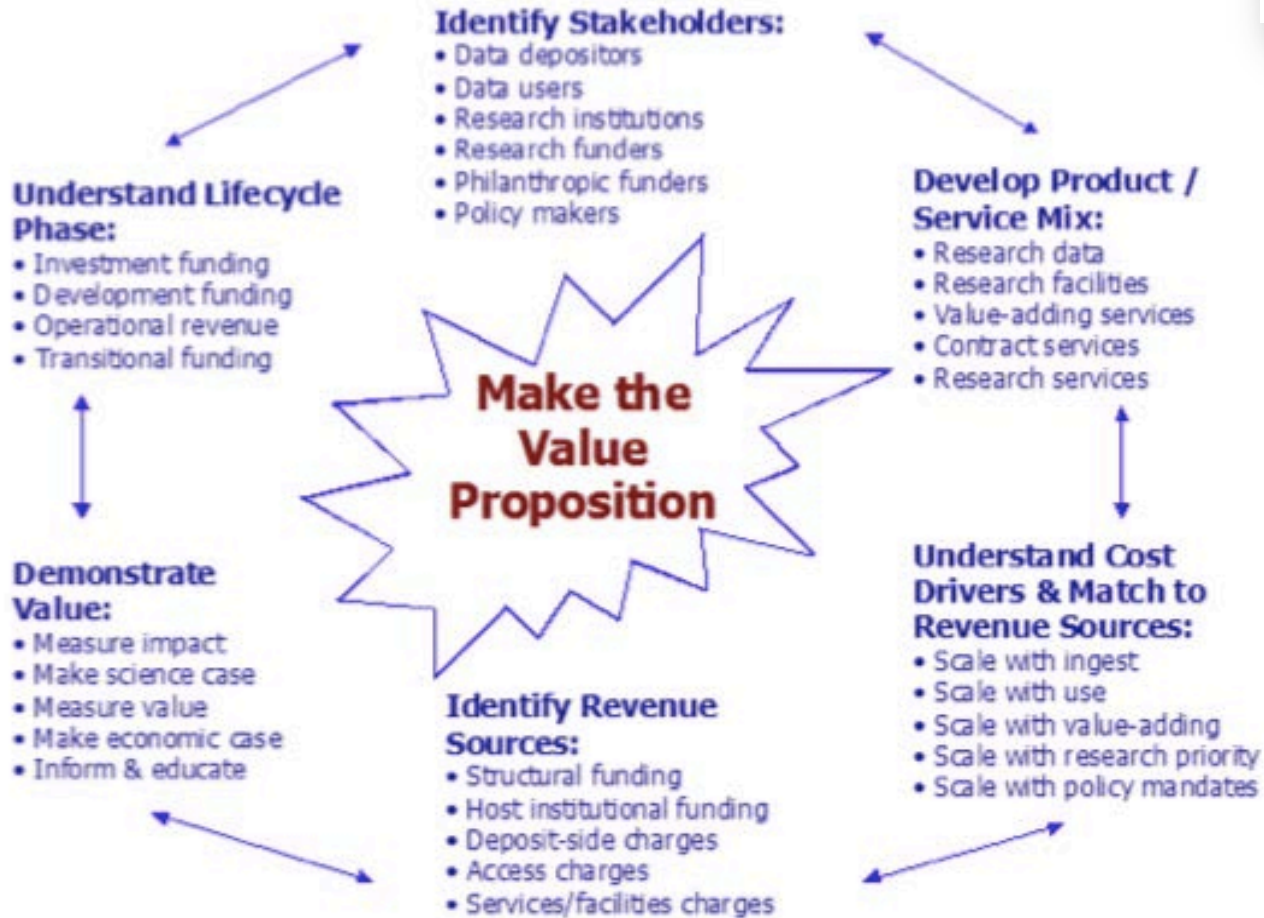 Identify Stakeholders:
• Data depositors
• Data users
• Research institutions
• Research funders
• Philanthropic funders
• Policy makers
Develop Product /
Service Mix:
• Research data
• Research facilities
• Value-adding services
• Contract services
• Research services
Understand Cost
Drivers & Match to
Revenue Sources:
• Scale with ingest
• Scale with use
• Scale with value-adding
• Scale with research priority
• Scale with policy mandates
Identify Revenue
Sources:
• Structural funding
• Host institutional funding
• Deposit-side charges
• Access charges
• Services/facilities charges
Demonstrate
Value:
• Measure impact
• Make science case
• Measure value
• Make economic case
• Inform & educate
Understand Lifecycle
Phase:
• Investment funding
• Development funding
• Operational revenue
• Transitional funding
Make the
Value
Proposition